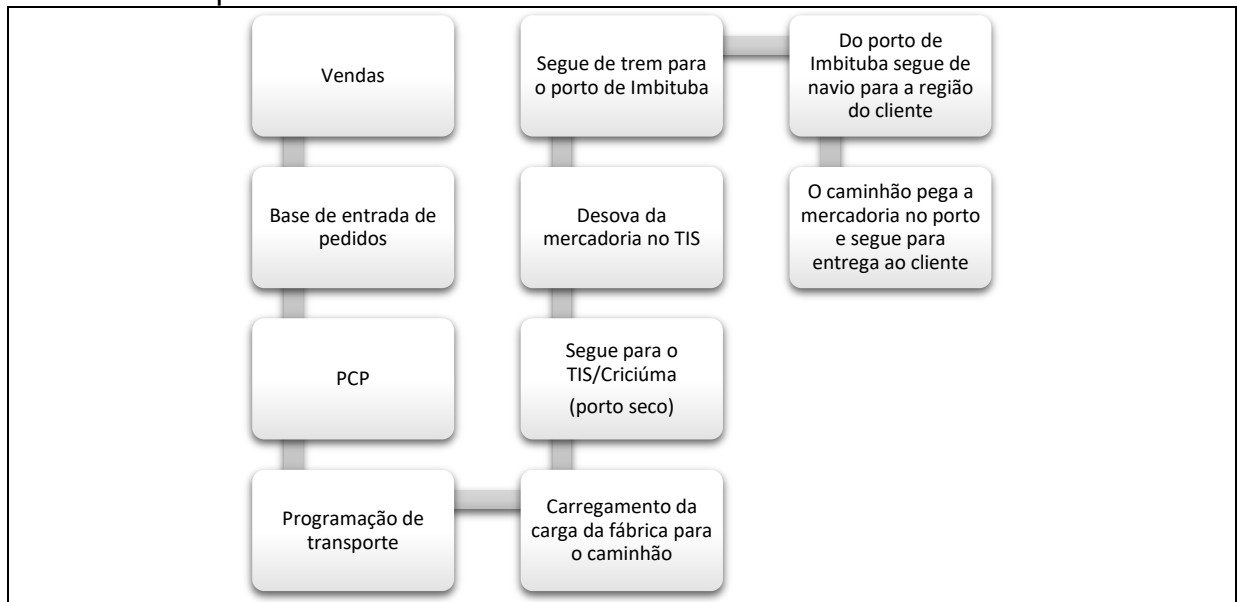 Vendas
Base de entrada de
pedidos
PCP
Programação de
transporte
Carregamento da
carga da fábrica para
o caminhão
Segue para o
TIS/Criciúma
(porto seco)
Desova da
mercadoria no TIS
Segue de trem para
o porto de Imbituba
Do porto de
Imbituba segue de
navio para a região
do cliente
O caminhão pega a
mercadoria no porto
e segue para
entrega ao cliente